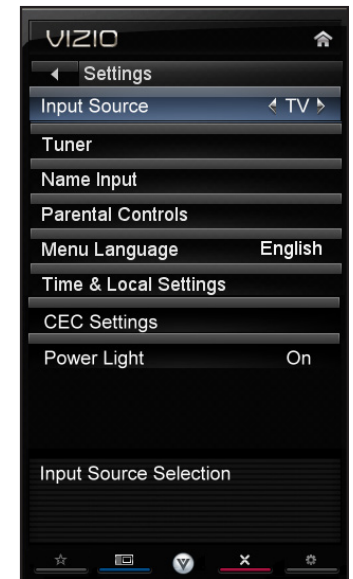 VIZIO
Settings
Input Source TV
Tuner
Name Input
Parental Controls
Menu Language English
Time & Local Settings
CEC Settings
Power Light On
Input Source Selection
V